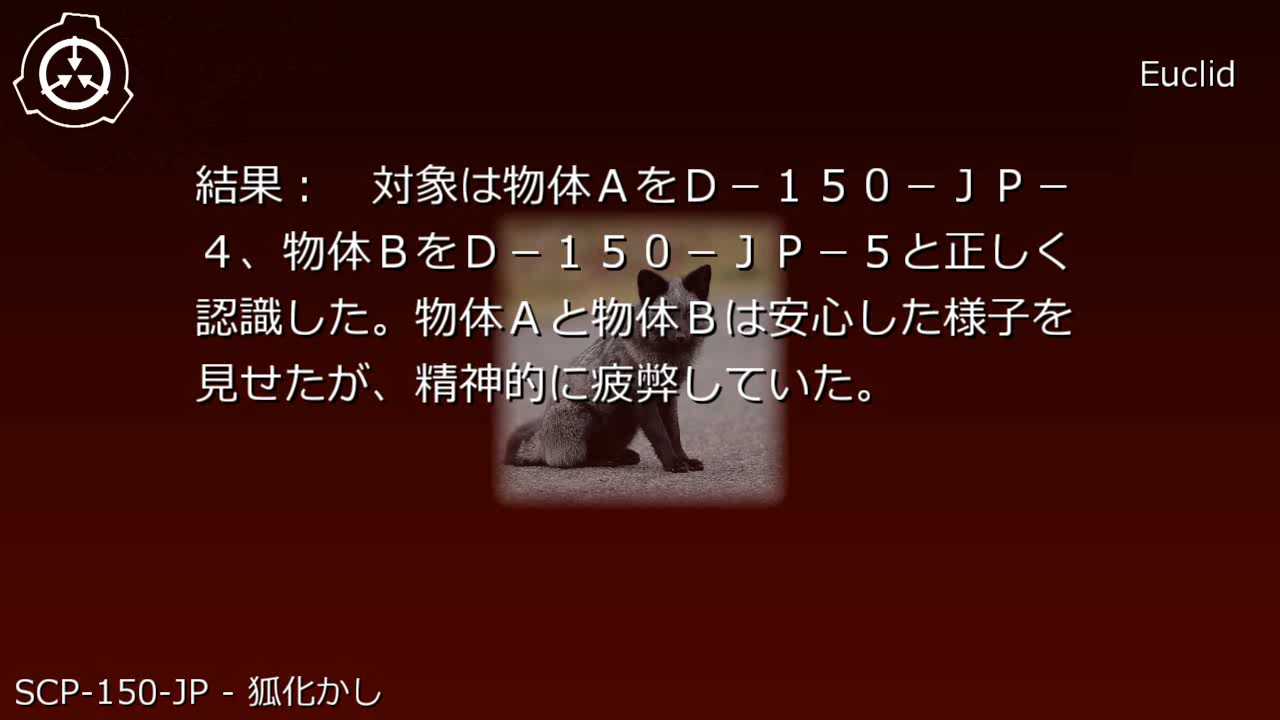 Euclid
結果：　対象は物体ＡをＤ－１５０－ＪＰ－
４、物体ＢをＤ－１５０－ＪＰ－５と正しく
認識した。物体Ａと物体Ｂは安心した様子を
見せたが、精神的に疲弊していた。
SCP-150-JP - 狐化かし